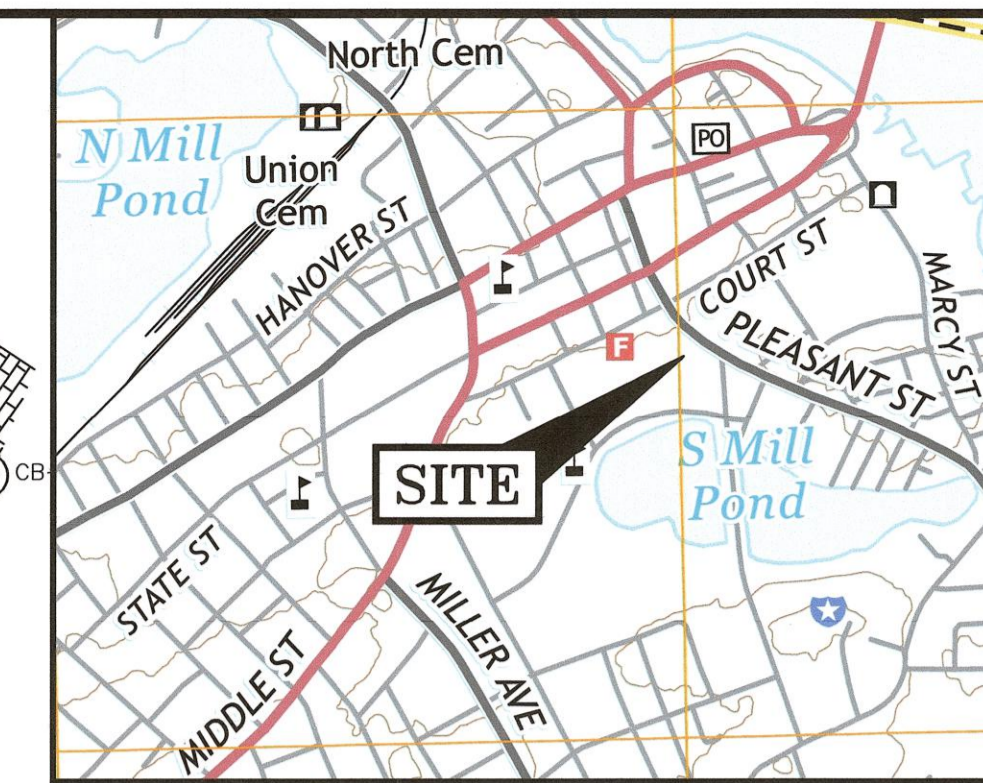 North Cem
N Mill
Pond
Union
Cem
PO
HANOVER ST
COURT ST
MARCY ST
F
PLEASANT ST
CB
SITE
S Mill
Pond
STATE ST
MILLER AVE
MIDDLE ST